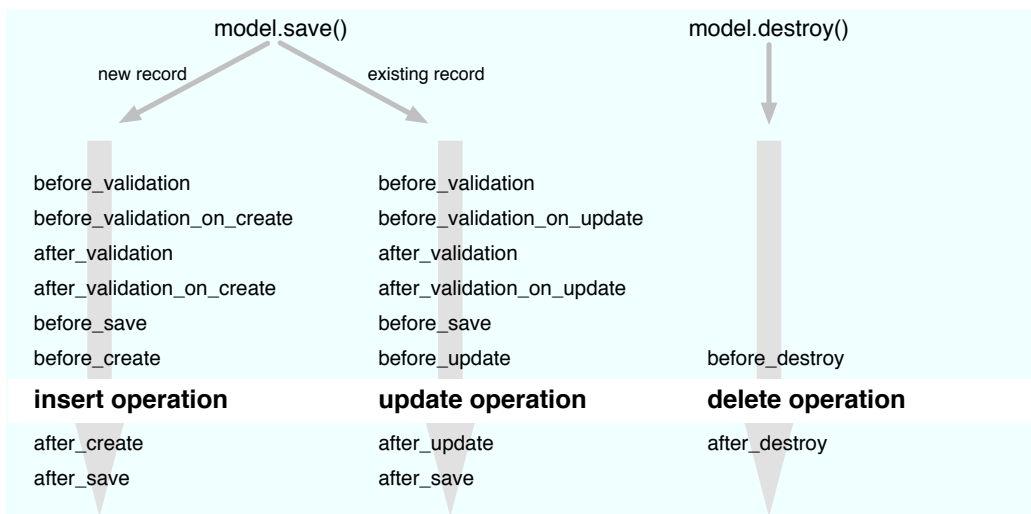 model.save()
model.destroy()
new record
existing record
before_validation
before_validation_on_create
after_validation
after_validation_on_create
before_save
before_create
insert operation
after_create
after_save
before_validation
before_validation_on_update
after_validation
after_validation_on_update
before_save
before_update
update operation
after_update
after_save
before_destroy
delete operation
after_destroy